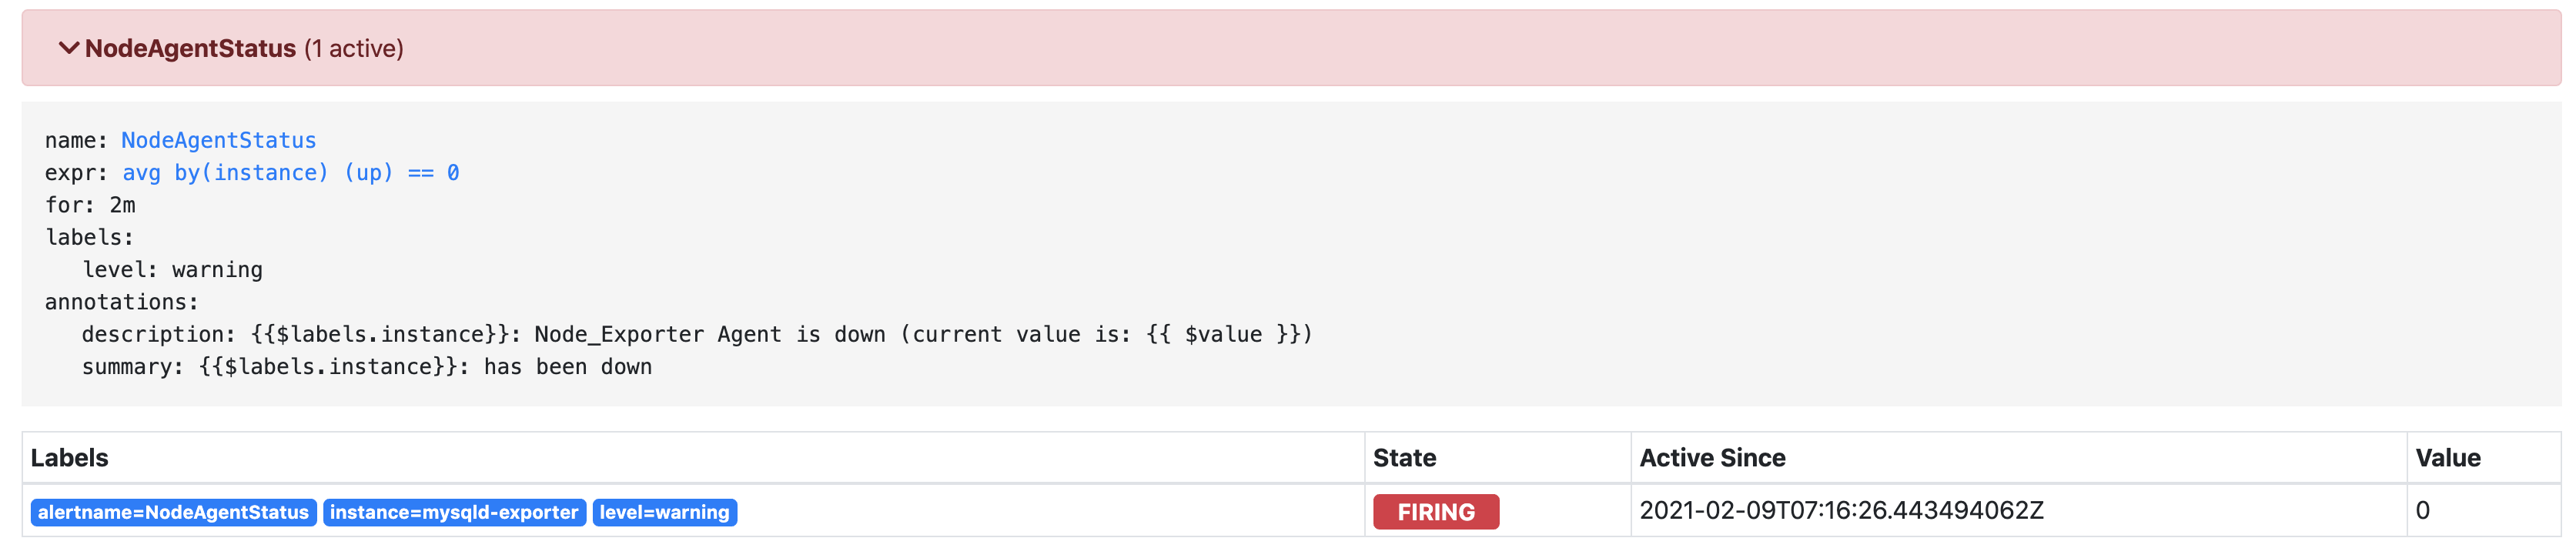 NodeAgentStatus (1 active)
name: NodeAgentStatus
expr: avg by(instance) (up) == 0
for: 2m
labels:
level: warning
annotations:
description: {{$labels.instance}}: Node_Exporter Agent is down (current value is: {{ $value }})
summary: {{$labels.instance}}: has been down
Labels State Active Since Value
alertname=NodeAgentStatus instance=mysqld-exporter level=warning FIRING 2021-02-09T07:16:26.443494062Z 0